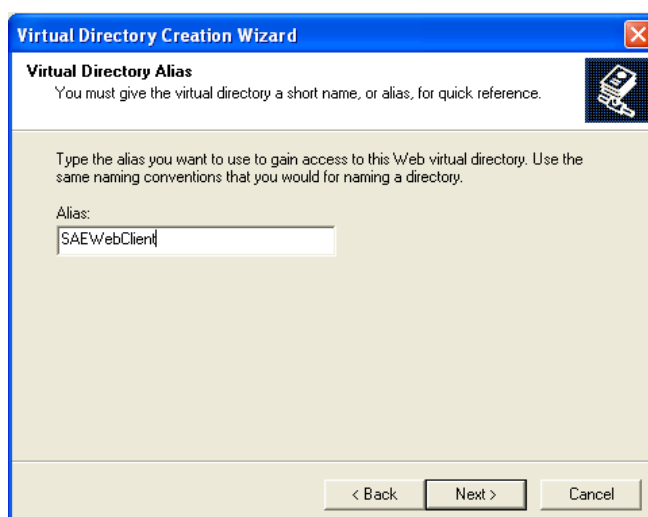 Virtual Directory Creation Wizard
Virtual Directory Alias
You must give the virtual directory a short name, or alias, for quick reference.
Type the alias you want to use to gain access to this Web virtual directory. Use the
same naming conventions that you would for naming a directory.
Alias:
SAEWebClient
< Back Next > Cancel